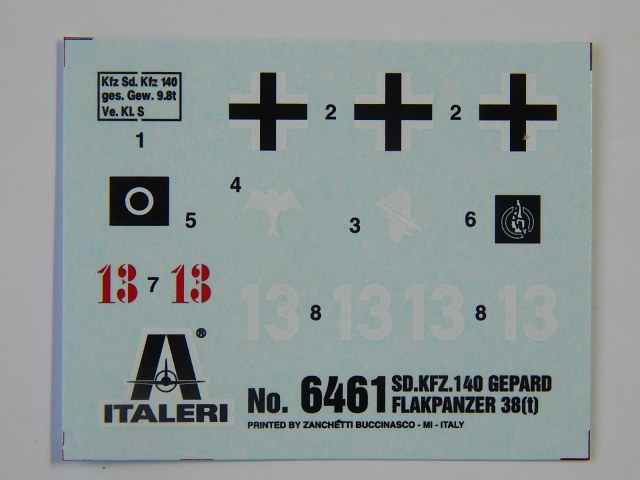 Kfz Sd. Kfz 140
ges. Gew. 9.8t
Ve. Kl. S
1
2
2
4
5
3
6
13 7 13
13 8 13 13 8 13
®
ITALERI
No. 6461 SD.KFZ.140 GEPARD
FLAKPANZER 38(t)
PRINTED BY ZANCHETTI BUCCINASCO - MI - ITALY